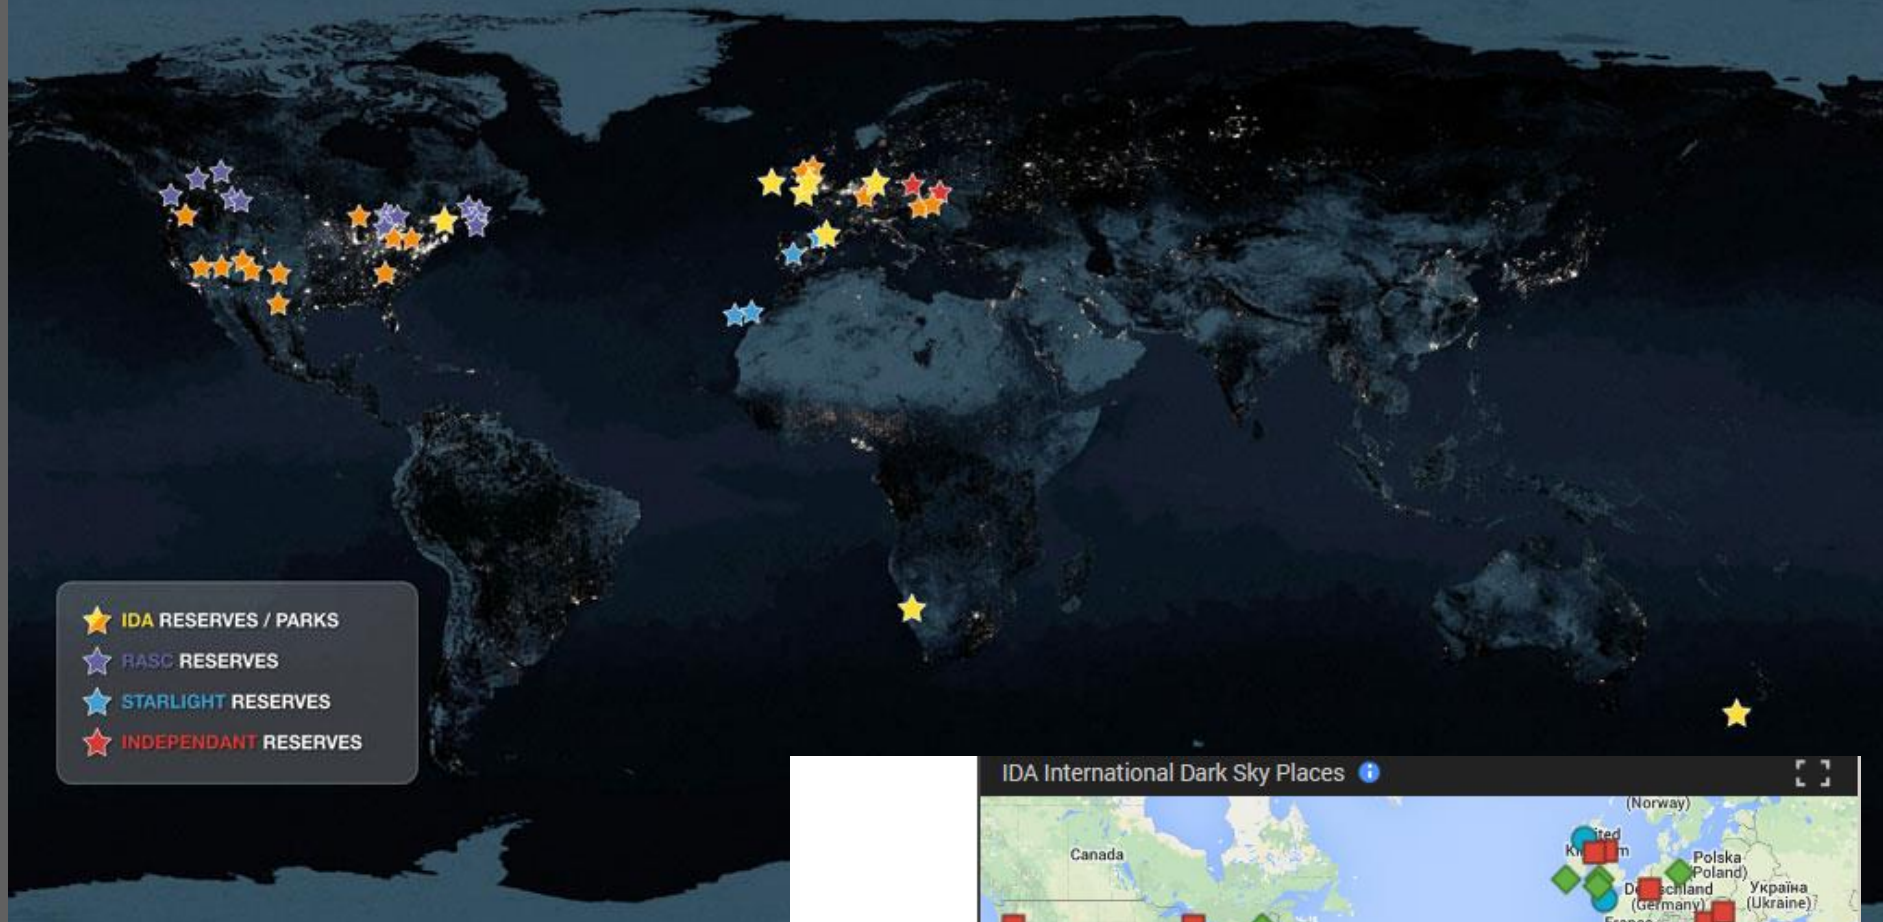 IDA RESERVES / PARKS
RASC RESERVES
STARLIGHT RESERVES
INDEPENDANT RESERVES
IDA International Dark Sky Places
(Norway)
Canada
Polska
(Poland)
Україна
(Ukraine)
(Germany)